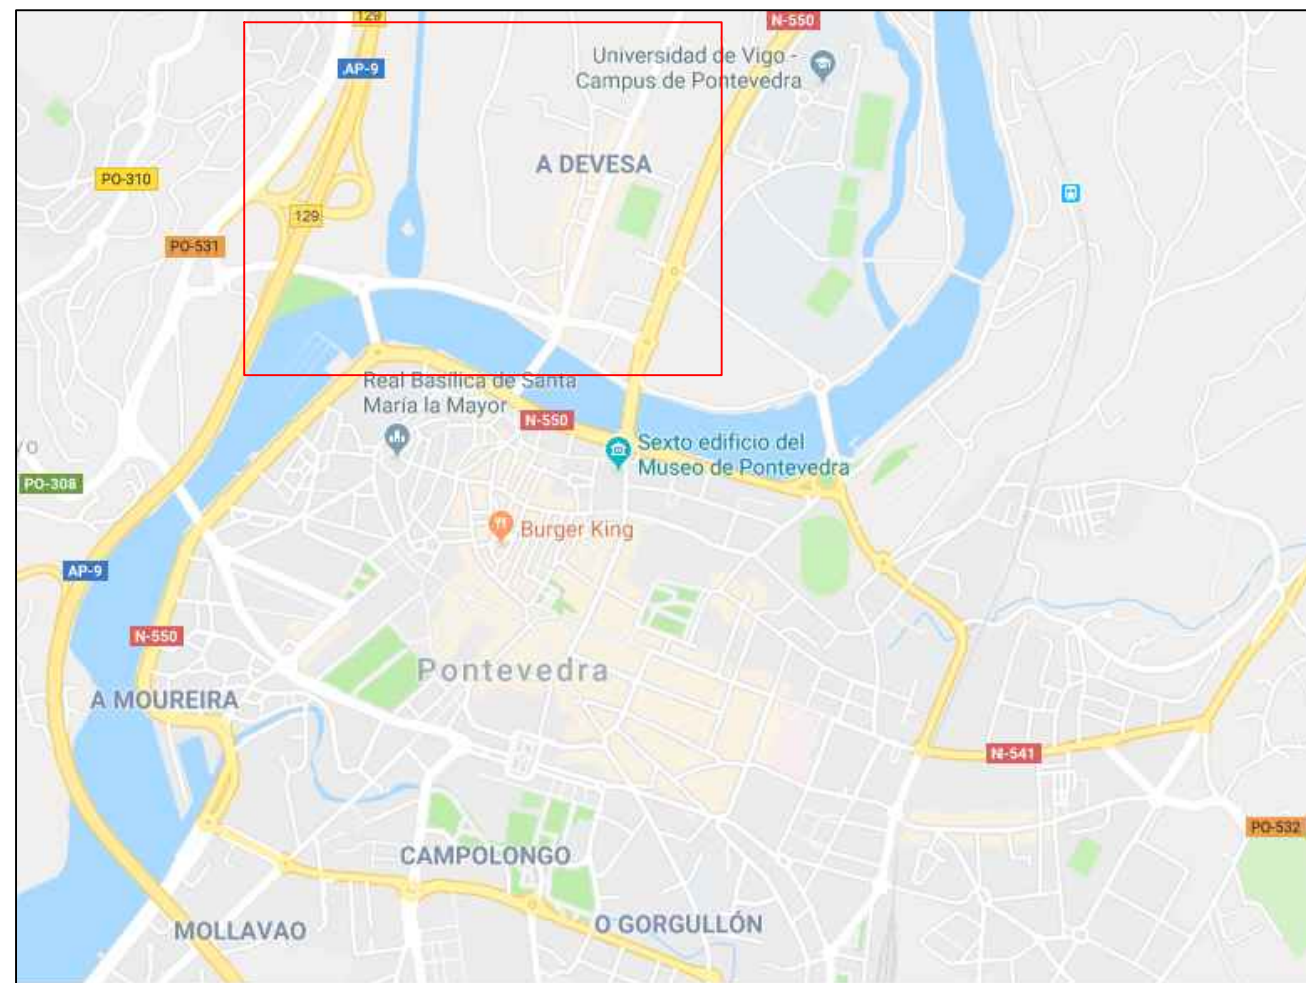 129
N-550
Universidad de Vigo -
Campus de Pontevedra
AP-9
A DEVESA
PO-310
129
PO-531
Real Basílica de Santa
María la Mayor
N-550
Sexto edificio del
Museo de Pontevedra
vo
PO-308
Burger King
AP-9
N-550
Pontevedra
A MOUREIRA
N-541
PO-532
CAMPOLONGO
O GORGULLÓN
MOLLAVAO